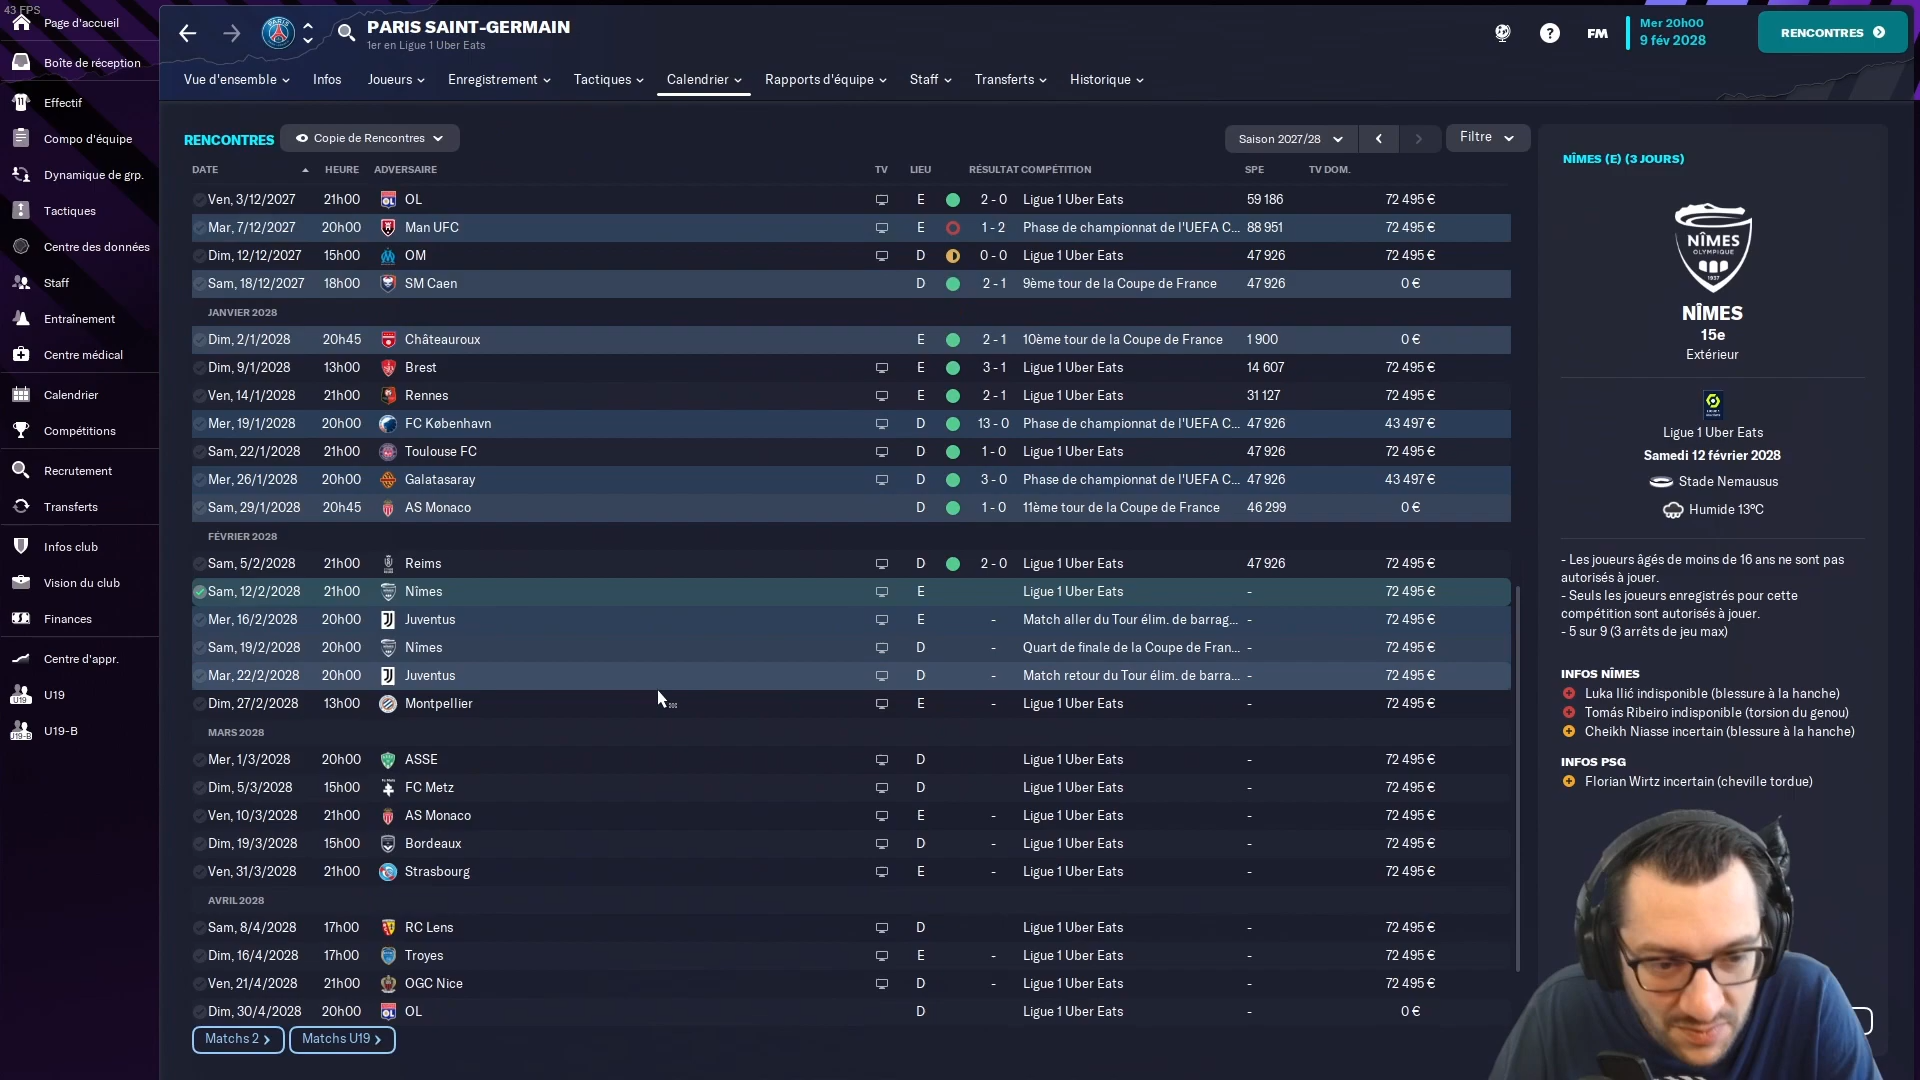 43 FPS
Page d'accueil
Boîte de réception
Effectif
Compo d'équipe
Dynamique de grp.
Tactiques
Centre des données
Staff
Entraînement
Centre médical
Calendrier
Compétitions
Recrutement
Transferts
Infos club
Vision du club
Finances
Centre d'appr.
U19
U19-B
PARIS SAINT-GERMAIN
1er en Ligue 1 Uber Eats
FM
Mer 20h00
9 fév 2028
RENCONTRES
Vue d'ensemble Infos Joueurs Enregistrement Tactiques Calendrier Rapports d'équipe Staff Transferts Historique
RENCONTRES Copie de Rencontres Saison 2027/28 Filtre
DATE HEURE ADVERSAIRE TV LIEU RÉSULTAT COMPÉTITION SPE TV DOM.
Ven, 3/12/2027 21h00 OL E 2 - 0 Ligue 1 Uber Eats 59 186 72 495 €
Mar, 7/12/2027 20h00 Man UFC E 1 - 2 Phase de championnat de l'UEFA C... 88 951 72 495 €
Dim, 12/12/2027 15h00 OM D 0 - 0 Ligue 1 Uber Eats 47 926 72 495 €
Sam, 18/12/2027 18h00 SM Caen D 2 - 1 9ème tour de la Coupe de France 47 926 0 €
JANVIER 2028
Dim, 2/1/2028 20h45 Châteauroux E 2 - 1 10ème tour de la Coupe de France 1 900 0 €
Dim, 9/1/2028 13h00 Brest E 3 - 1 Ligue 1 Uber Eats 14 607 72 495 €
Ven, 14/1/2028 21h00 Rennes E 2 - 1 Ligue 1 Uber Eats 31 127 72 495 €
Mer, 19/1/2028 20h00 FC København D 13 - 0 Phase de championnat de l'UEFA C... 47 926 43 497 €
Sam, 22/1/2028 21h00 Toulouse FC D 1 - 0 Ligue 1 Uber Eats 47 926 72 495 €
Mer, 26/1/2028 20h00 Galatasaray D 3 - 0 Phase de championnat de l'UEFA C... 47 926 43 497 €
Sam, 29/1/2028 20h45 AS Monaco D 1 - 0 11ème tour de la Coupe de France 46 299 0 €
FÉVRIER 2028
Sam, 5/2/2028 21h00 Reims D 2 - 0 Ligue 1 Uber Eats 47 926 72 495 €
Sam, 12/2/2028 21h00 Nîmes E Ligue 1 Uber Eats - 72 495 €
Mer, 16/2/2028 20h00 Juventus E - Match aller du Tour élim. de barrag... - 72 495 €
Sam, 19/2/2028 20h00 Nîmes D - Quart de finale de la Coupe de Fran... - 72 495 €
Mar, 22/2/2028 20h00 Juventus D - Match retour du Tour élim. de barra... - 72 495 €
Dim, 27/2/2028 13h00 Montpellier E - Ligue 1 Uber Eats - 72 495 €
MARS 2028
Mer, 1/3/2028 20h00 ASSE D Ligue 1 Uber Eats - 72 495 €
Dim, 5/3/2028 15h00 FC Metz D Ligue 1 Uber Eats - 72 495 €
Ven, 10/3/2028 21h00 AS Monaco E - Ligue 1 Uber Eats - 72 495 €
Dim, 19/3/2028 15h00 Bordeaux D - Ligue 1 Uber Eats - 72 495 €
Ven, 31/3/2028 21h00 Strasbourg E - Ligue 1 Uber Eats - 72 495 €
AVRIL 2028
Sam, 8/4/2028 17h00 RC Lens D Ligue 1 Uber Eats - 72 495 €
Dim, 16/4/2028 17h00 Troyes E - Ligue 1 Uber Eats - 72 495 €
Ven, 21/4/2028 21h00 OGC Nice D - Ligue 1 Uber Eats - 72 495 €
Dim, 30/4/2028 20h00 OL D Ligue 1 Uber Eats - 0 €
Matchs 2 Matchs U19
NÎMES (E) (3 JOURS)
NÎMES
OLYMPIQUE
1937
NÎMES
15e
Extérieur
Ligue 1 Uber Eats
Samedi 12 février 2028
Stade Nemausus
Humide 13°C
- Les joueurs âgés de moins de 16 ans ne sont pas
autorisés à jouer.
- Seuls les joueurs enregistrés pour cette
compétition sont autorisés à jouer.
- 5 sur 9 (3 arrêts de jeu max)
INFOS NÎMES
Luka Ilić indisponible (blessure à la hanche)
Tomás Ribeiro indisponible (torsion du genou)
Cheikh Niasse incertain (blessure à la hanche)
INFOS PSG
Florian Wirtz incertain (cheville tordue)